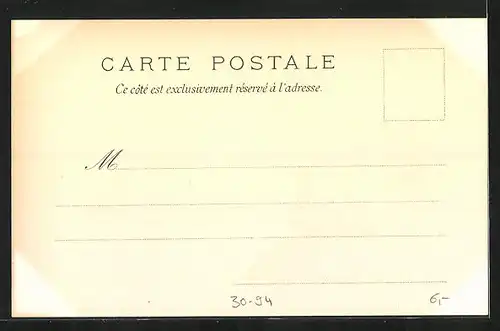 CARTE POSTALE
Ce côté est exclusivement réservé à l'adresse.
M
30-94 6,-